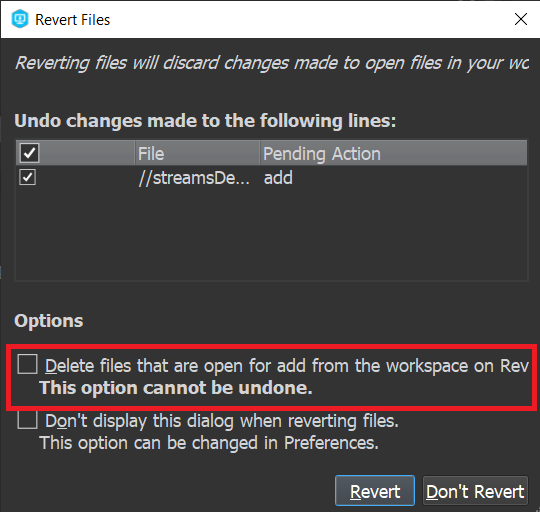 Revert Files
Reverting files will discard changes made to open files in your wo
Undo changes made to the following lines:
File Pending Action
//streamsDe... add
Options
Delete files that are open for add from the workspace on Rev
This option cannot be undone.
Don't display this dialog when reverting files.
This option can be changed in Preferences.
Revert Don't Revert